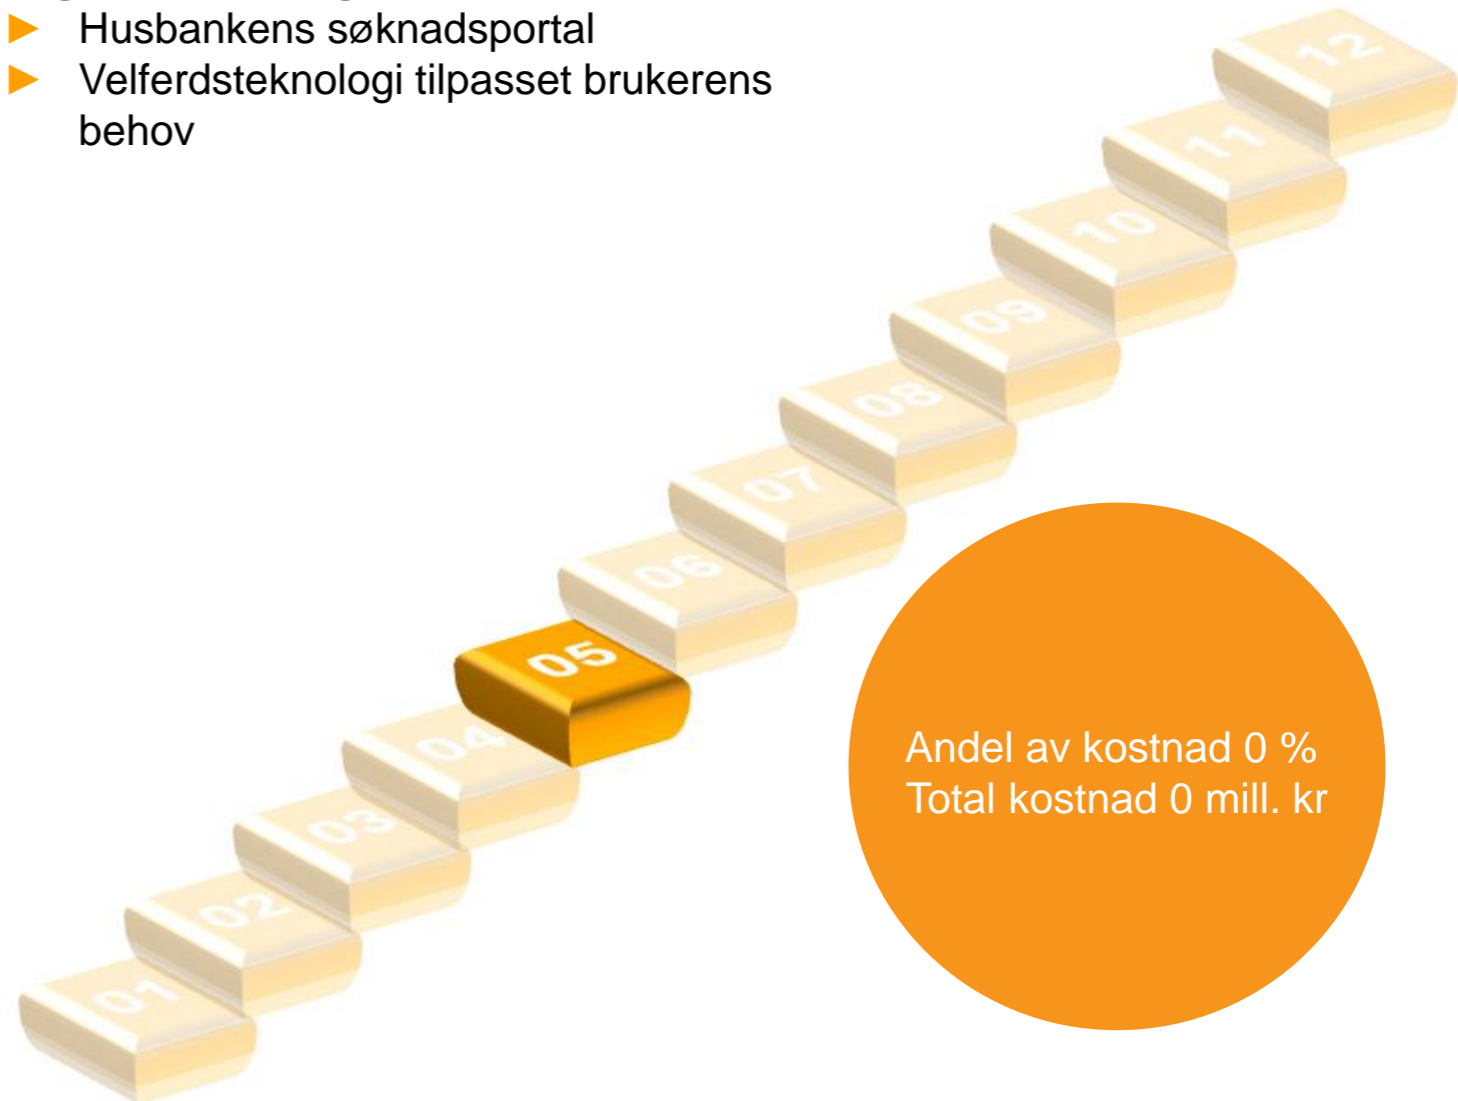 Husbankens søknadsportal
Velferdsteknologi tilpasset brukerens
behov
12
11
10
09
08
07
06
05
04
03
02
01
Andel av kostnad 0 %
Total kostnad 0 mill. kr